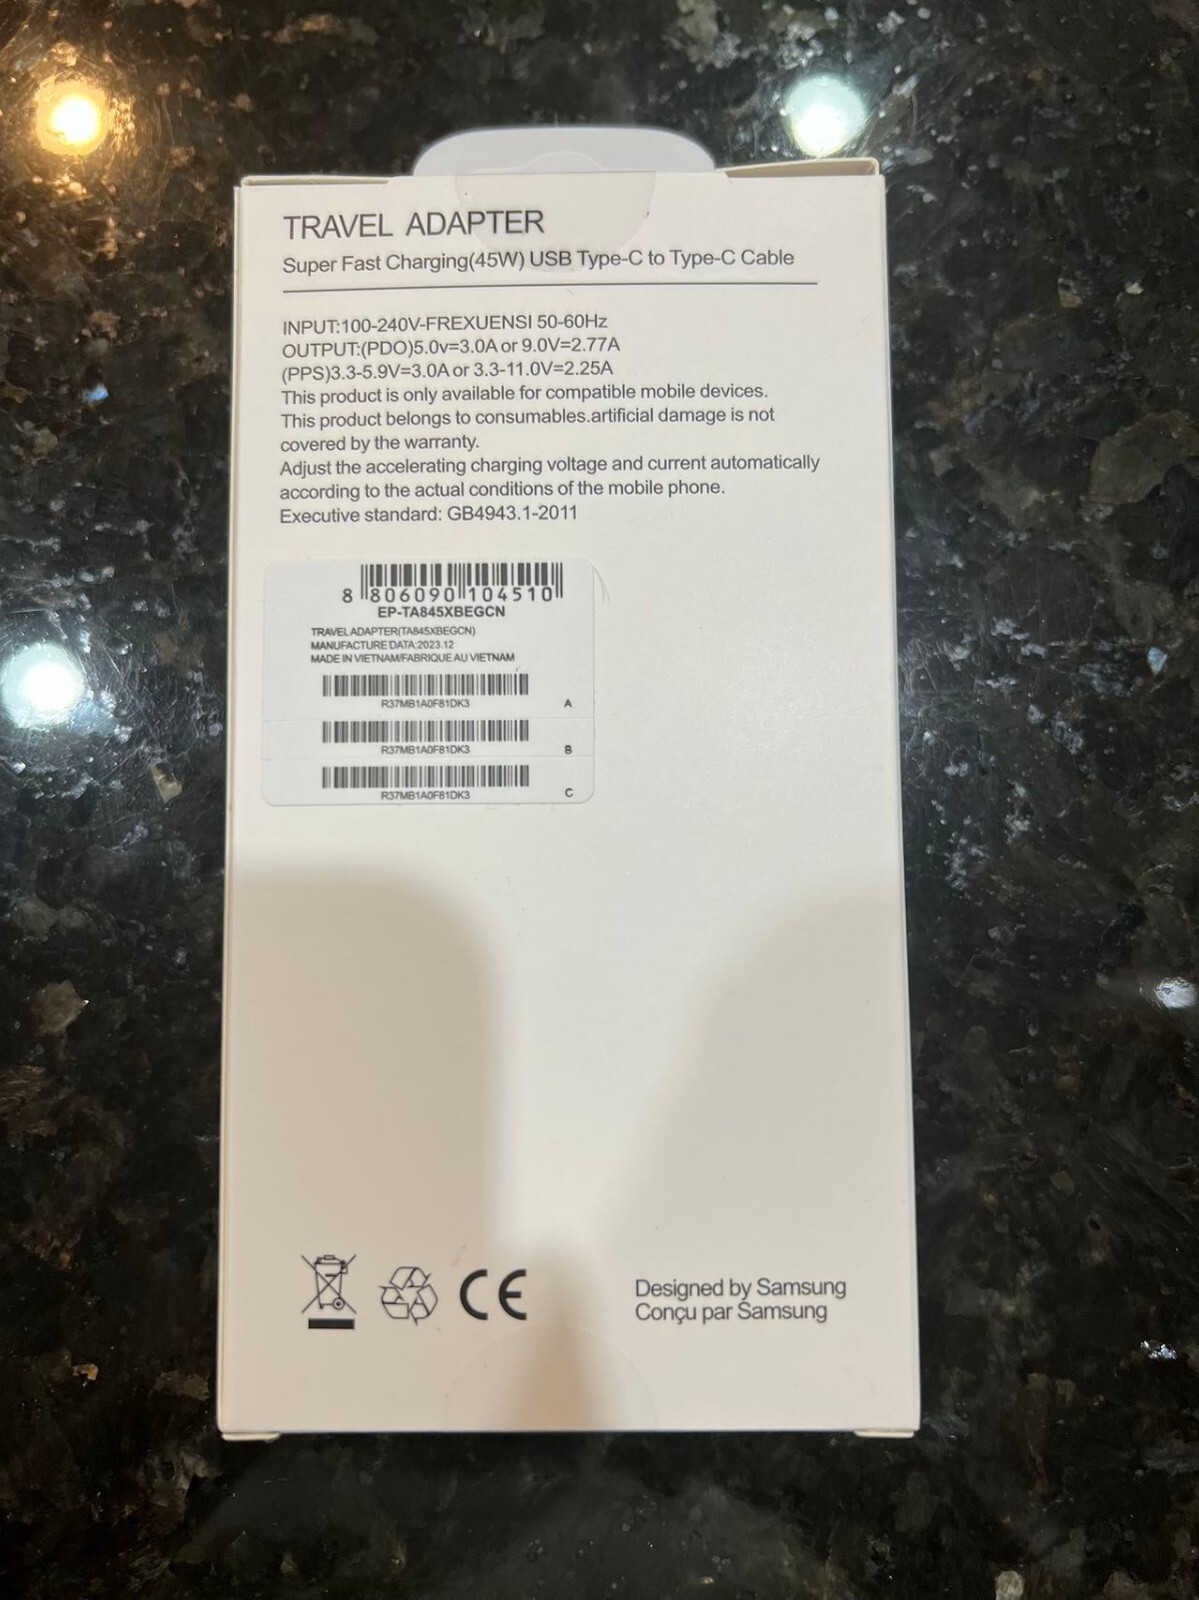 TRAVEL ADAPTER
Super Fast Charging(45W) USB Type-C to Type-C Cable
INPUT:100-240V-FREXUENSI 50-60Hz
OUTPUT:(PDO)5.0v=3.0A or 9.0V=2.77A
(PPS)3.3-5.9V=3.0A or 3.3-11.0V=2.25A
This product is only available for compatible mobile devices.
This product belongs to consumables.artificial damage is not
covered by the warranty.
Adjust the accelerating charging voltage and current automatically
according to the actual conditions of the mobile phone.
Executive standard: GB4943.1-2011
8 806090 104510
EP-TA845XBEGCN
TRAVEL ADAPTER(TA845XBEGCN)
MANUFACTURE DATA:2023.12
MADE IN VIETNAM/FABRIQUE AU VIETNAM
R37MB1A0F81DK3 A
R37MB1A0F81DK3 B
R37MB1A0F81DK3 C
CE
Designed by Samsung
Conçu par Samsung